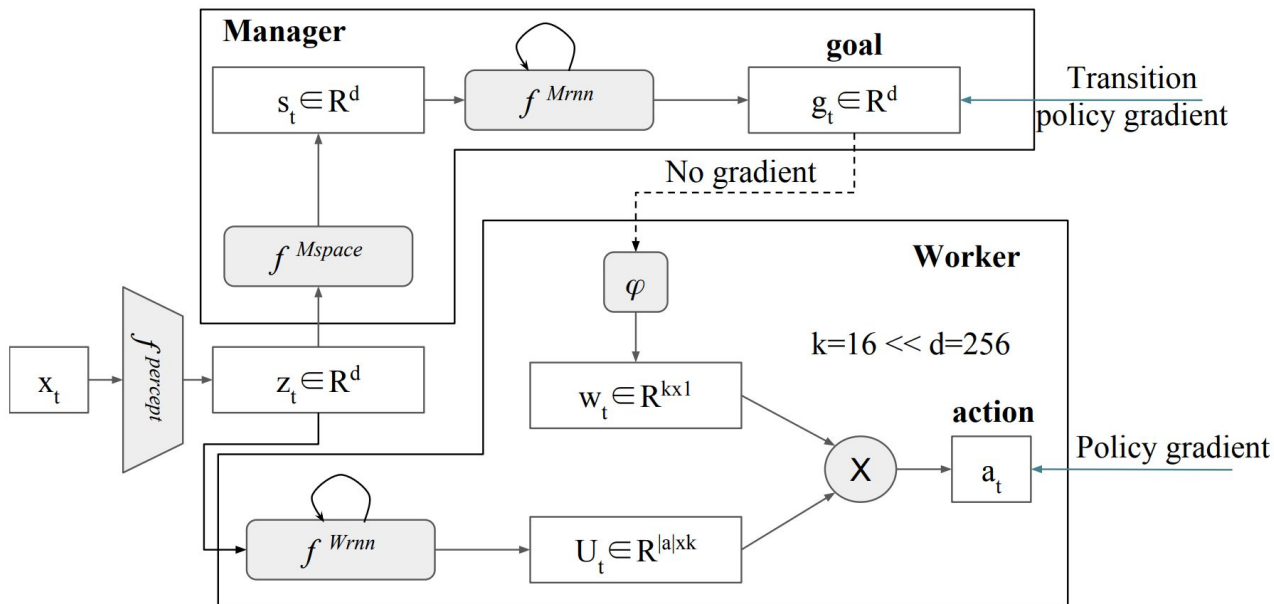 Manager
goal
s_t ∈ R^d
f^Mrnn
g_t ∈ R^d
Transition
policy gradient
No gradient
f^Mspace
Worker
φ
k=16 << d=256
x_t
f^percept
z_t ∈ R^d
w_t ∈ R^kx1
action
X
a_t
Policy gradient
f^Wrnn
U_t ∈ R^|a|xk